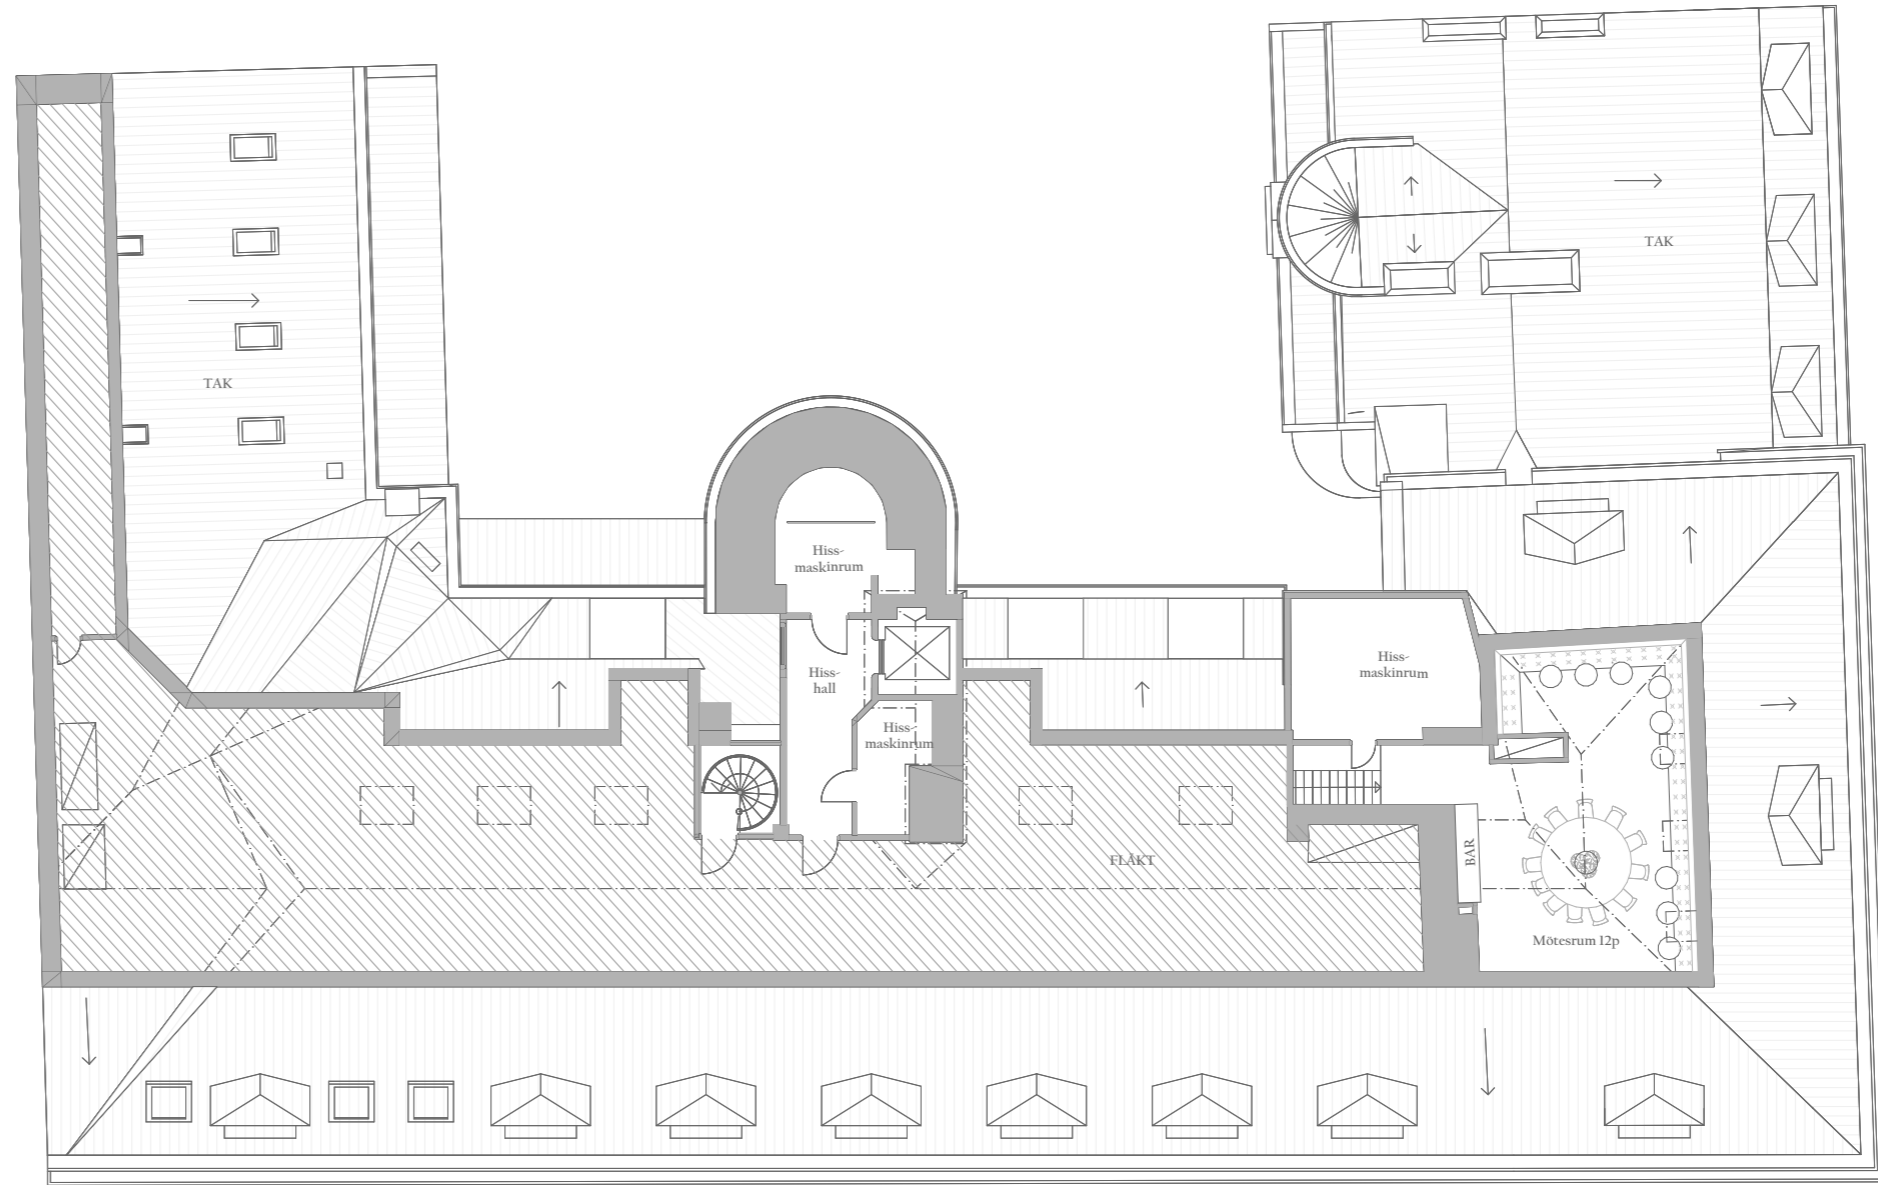 TAK
TAK
Hiss-
maskinrum
Hiss-
hall
Hiss-
maskinrum
Hiss-
maskinrum
FLÄKT
BAR
Mötesrum 12p